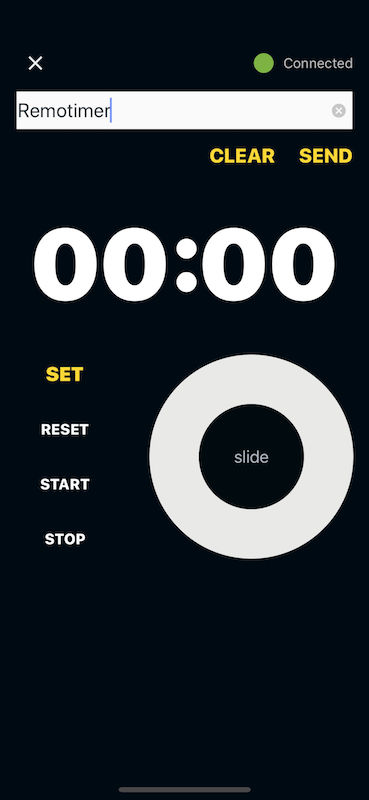 Connected
Remotimer
CLEAR SEND
00:00
SET
RESET
slide
START
STOP